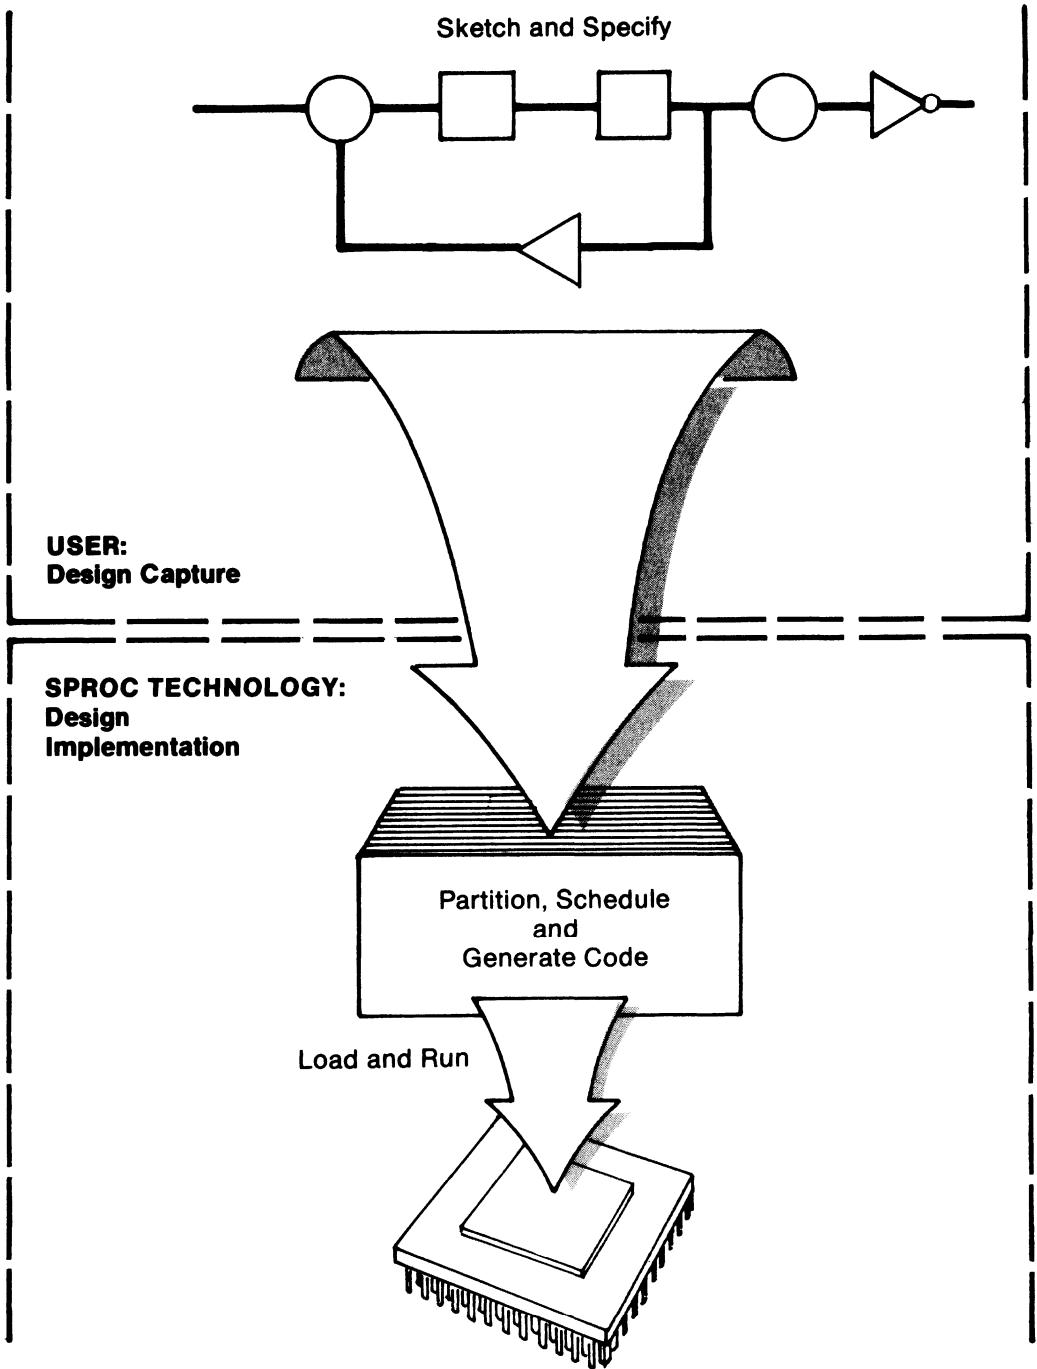 Sketch and Specify
USER:
Design Capture
SPROC TECHNOLOGY:
Design
Implementation
Partition, Schedule
and
Generate Code
Load and Run